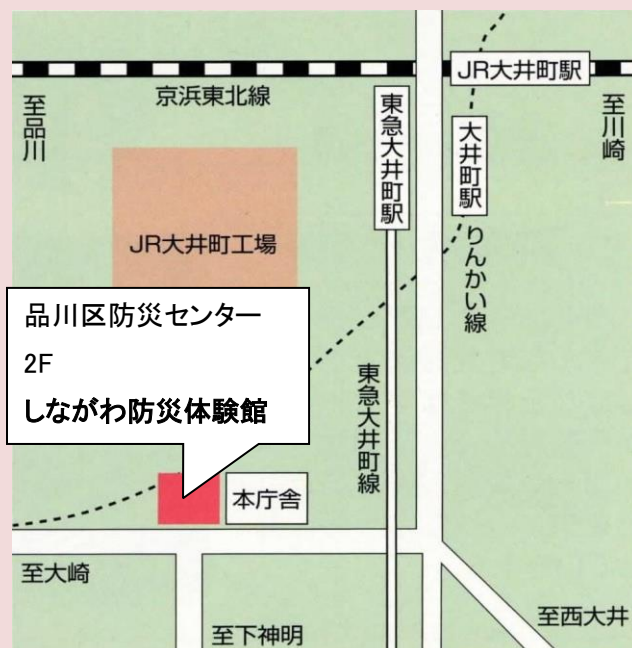 JR大井町駅
京浜東北線
至品川
東急大井町駅
大井町駅
至川崎
りんかい線
JR大井町工場
品川区防災センター
2F
しながわ防災体験館
東急大井町線
本庁舎
至大崎
至下神明
至西大井